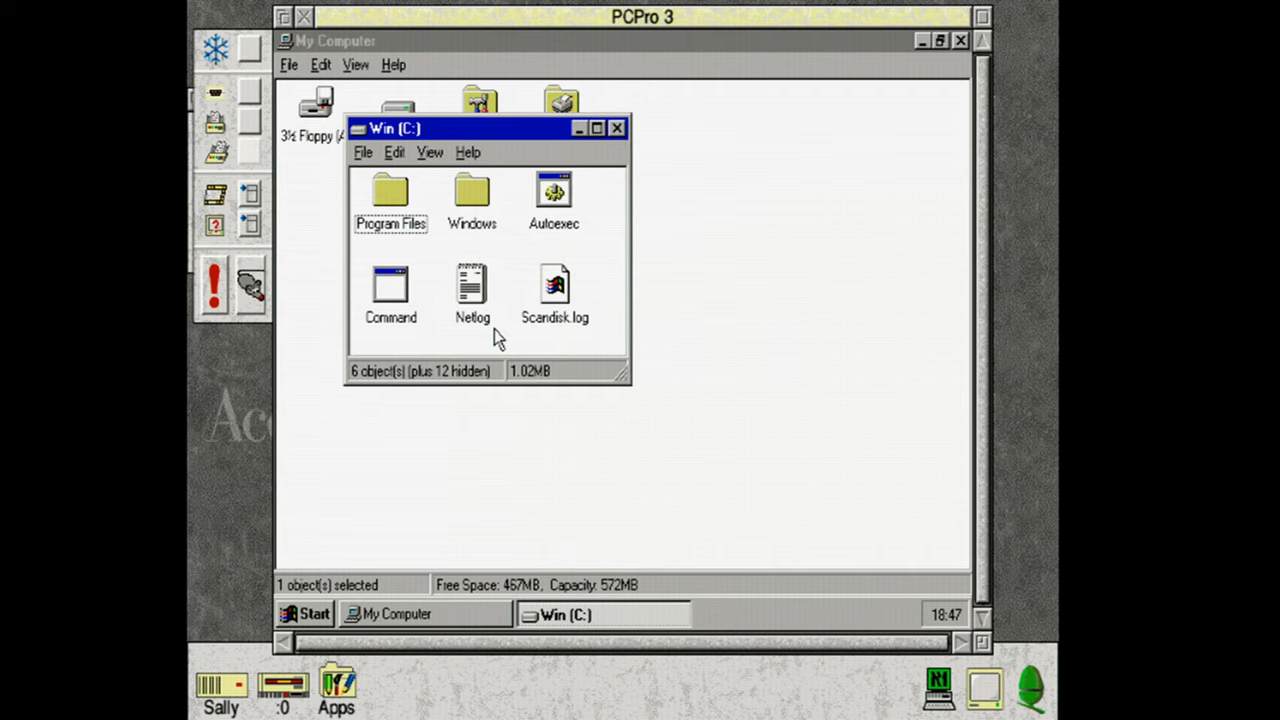 PCPro 3
My Computer
File Edit View Help
3½ Floppy (A
Win (C:)
File Edit View Help
Program Files Windows Autoexec
Command Netlog Scandisk.log
6 object(s) (plus 12 hidden) 1.02MB
Ac
1 object(s) selected Free Space: 467MB, Capacity: 572MB
Start My Computer Win (C:) 18:47
Sally :0 Apps